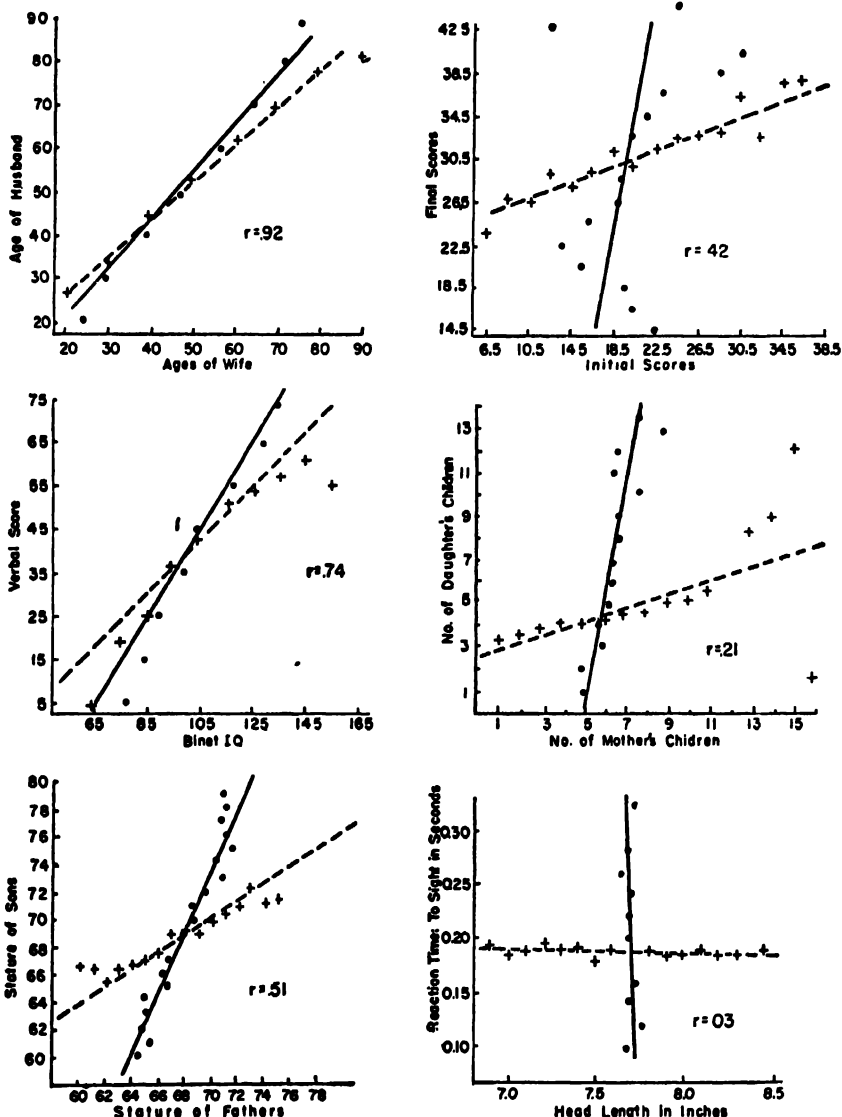 90
80
70
60
50
40
30
20
Age of Husband
r=.92
20 30 40 50 60 70 80 90
Ages of Wife
42.5
38.5
34.5
30.5
26.5
22.5
18.5
14.5
Final Scores
r=.42
6.5 10.5 14.5 18.5 22.5 26.5 30.5 34.5 38.5
Initial Scores
75
65
55
45
35
25
15
5
Verbal Score
r=.74
65 85 105 125 145 165
Binet IQ
13
11
9
7
5
3
1
No. of Daughter's Children
r=.21
1 3 5 7 9 11 13 15
No. of Mother's Chidren
80
78
76
74
72
70
68
66
64
62
60
Stature of Sons
r=.51
60 62 64 66 68 70 72 74 76 78
Stature of Fathers
0.30
0.25
0.20
0.15
0.10
Reaction Time: To Sight in Seconds
r=03
7.0 7.5 8.0 8.5
Head Length in Inches